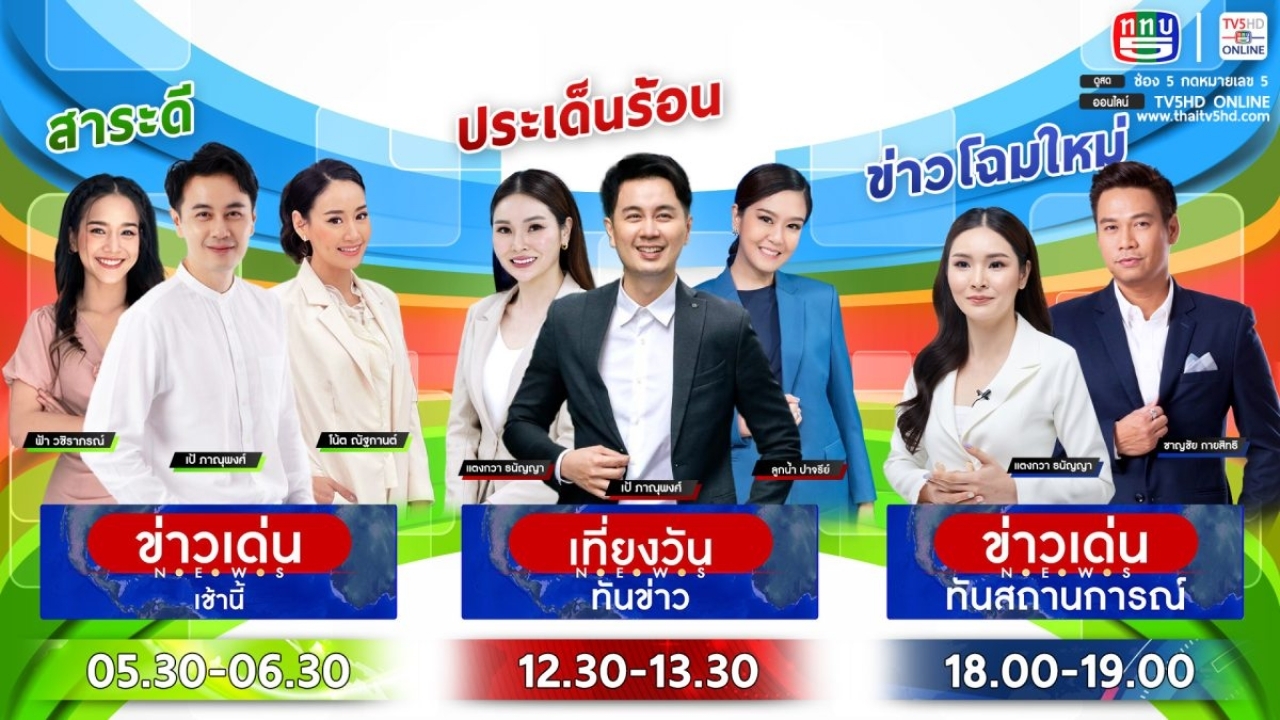 ททบ
5
TV5HD
ททบ
5
ONLINE
ดูสด ช่อง 5 กดหมายเลข 5
ออนไลน์ TV5HD ONLINE
www.thaitv5hd.com
สาระดี
ประเด็นร้อน
ข่าวโฉมใหม่
ฟ้า วชิราภรณ์
เป้ ภาณุพงศ์
โน้ต ณัฐกานต์
แตงกวา ธนัญญา
เป้ ภาณุพงศ์
ลูกน้ำ ปาจรีย์
แตงกวา ธนัญญา
ชาญชัย กายสิทธิ์
ข่าวเด่น
N•E•W•S
เช้านี้
05.30-06.30
เที่ยงวัน
N•E•W•S
ทันข่าว
12.30-13.30
ข่าวเด่น
N•E•W•S
ทันสถานการณ์
18.00-19.00